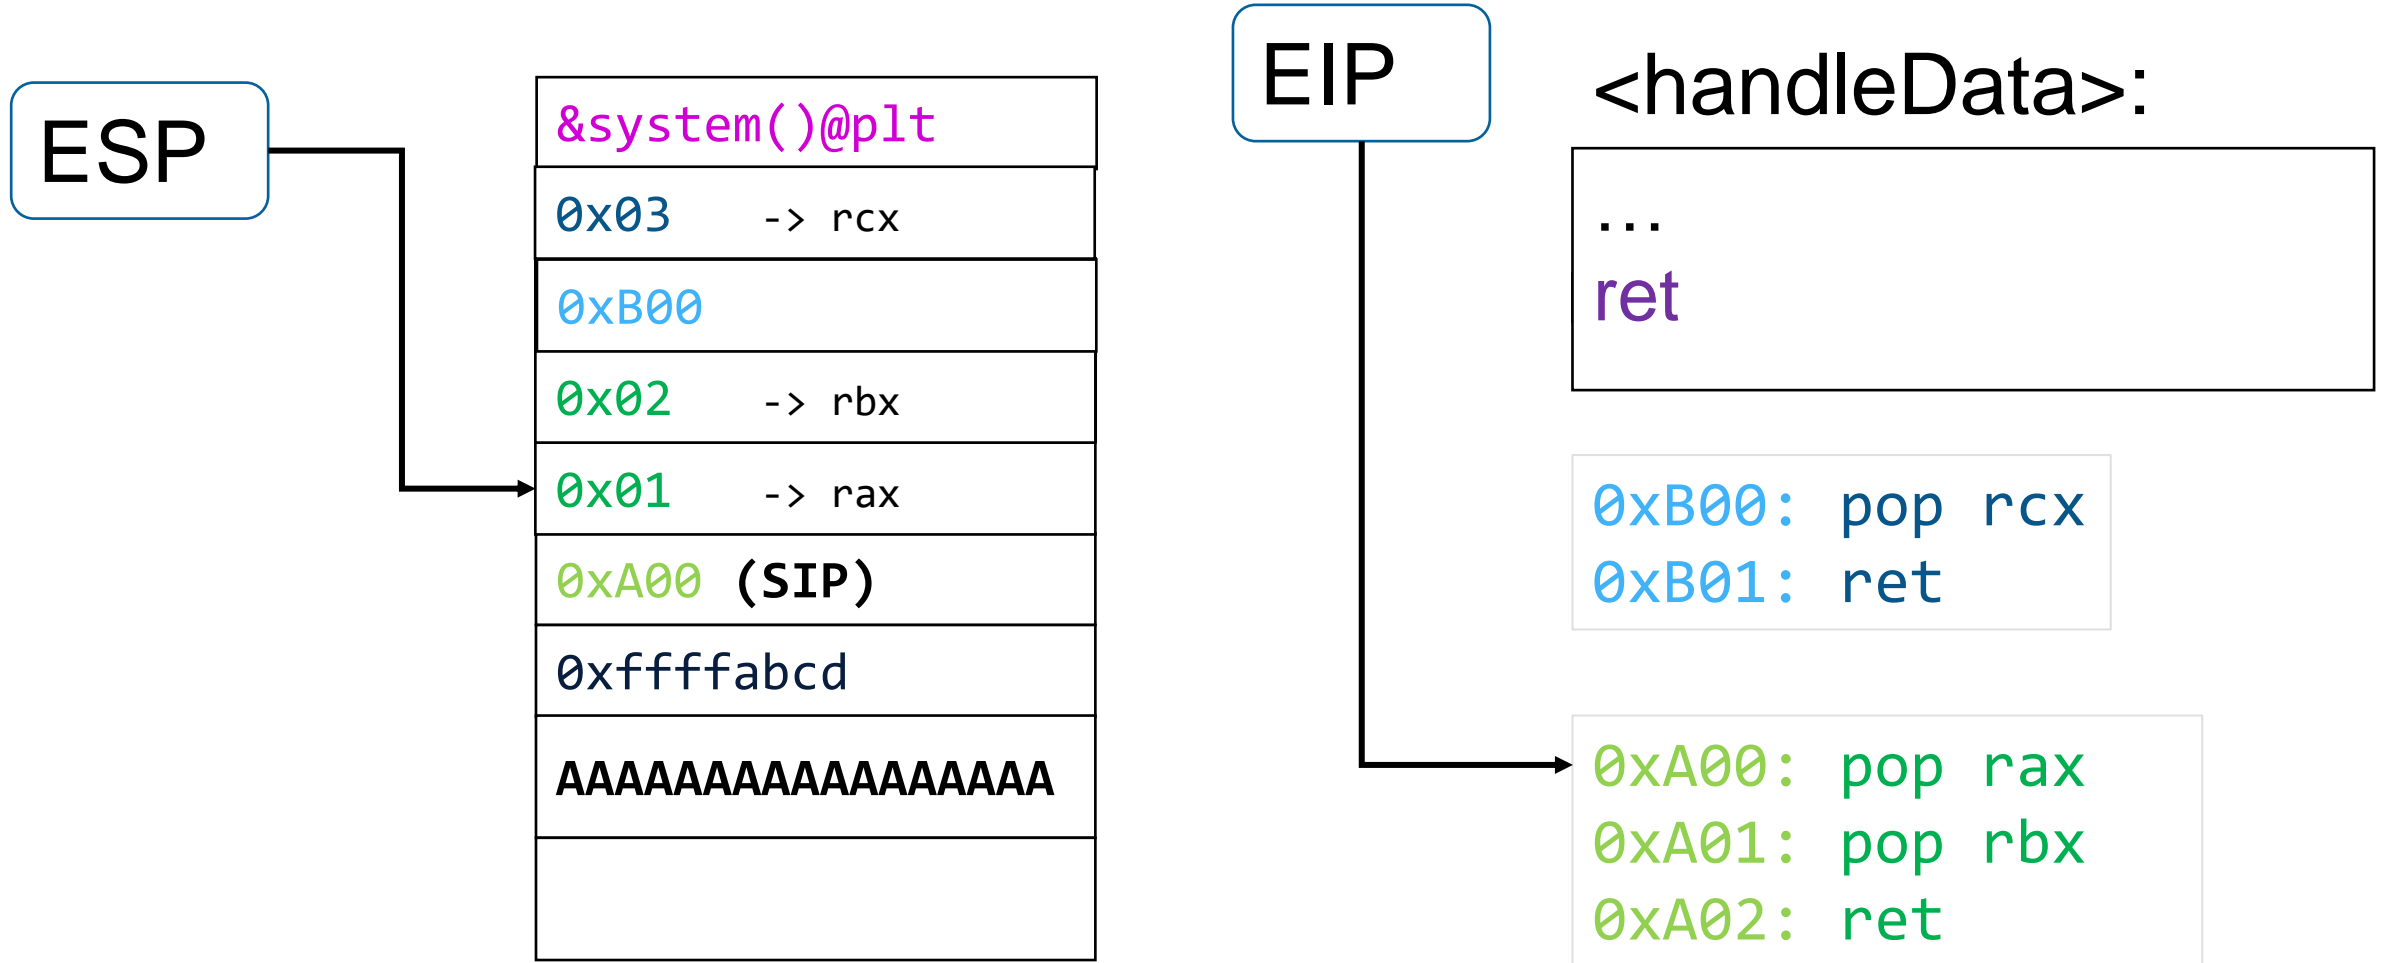 ESP
&system()@plt
0x03 -> rcx
0xB00
0x02 -> rbx
0x01 -> rax
0xA00 (SIP)
0xffffabcd
AAAAAAAAAAAAAAAAA
EIP
<handleData>:
...
ret
0xB00: pop rcx
0xB01: ret
0xA00: pop rax
0xA01: pop rbx
0xA02: ret